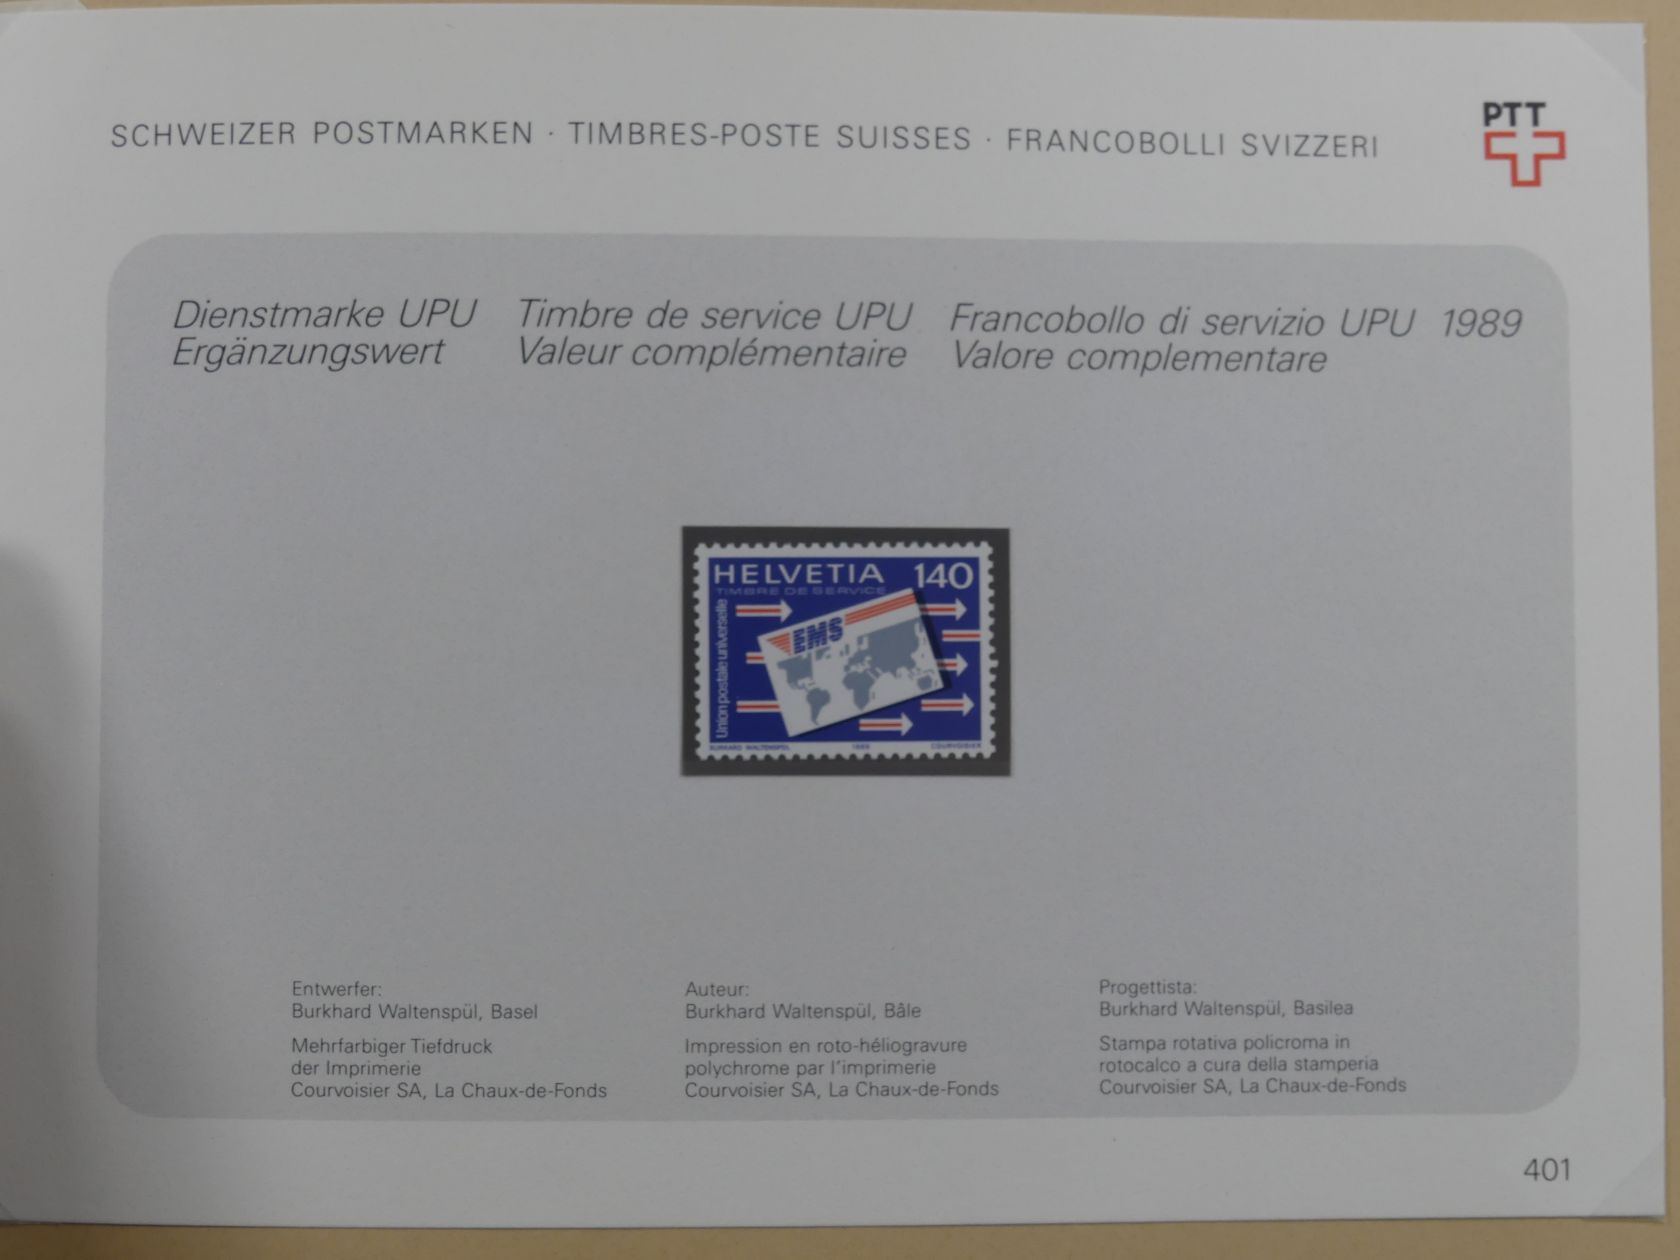 SCHWEIZER POSTMARKEN · TIMBRES-POSTE SUISSES · FRANCOBOLLI SVIZZERI
PTT
Dienstmarke UPU
Ergänzungswert
Timbre de service UPU
Valeur complémentaire
Francobollo di servizio UPU 1989
Valore complementare
HELVETIA 140
TIMBRE DE SERVICE
Union postale universelle
EMS
BURKARD WALTENSPÜL 1989 COURVOISIER
Entwerfer:
Burkhard Waltenspül, Basel
Mehrfarbiger Tiefdruck
der Imprimerie
Courvoisier SA, La Chaux-de-Fonds
Auteur:
Burkhard Waltenspül, Bâle
Impression en roto-héliogravure
polychrome par l'imprimerie
Courvoisier SA, La Chaux-de-Fonds
Progettista:
Burkhard Waltenspül, Basilea
Stampa rotativa policroma in
rotocalco a cura della stamperia
Courvoisier SA, La Chaux-de-Fonds
401